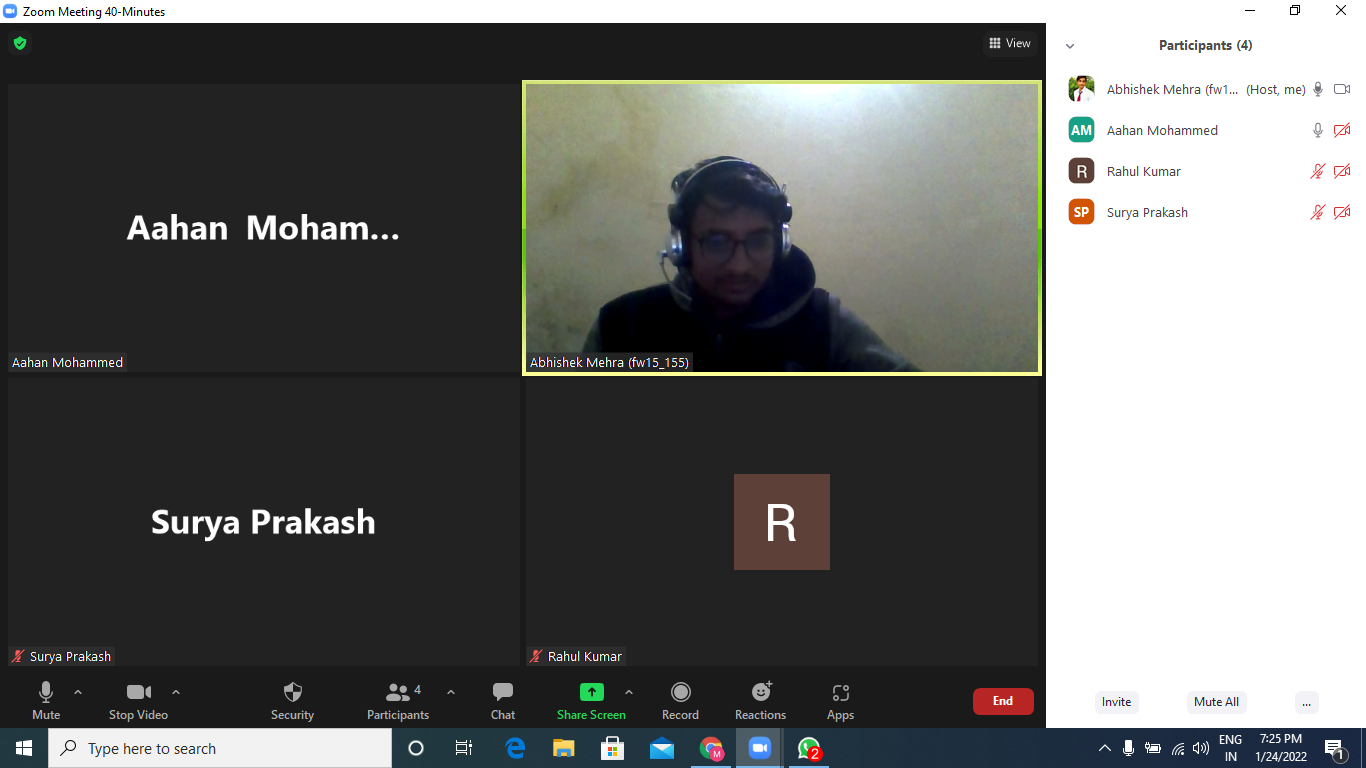 Zoom Meeting 40-Minutes
View
Aahan Moham...
Aahan Mohammed
Abhishek Mehra (fw15_155)
Surya Prakash
Surya Prakash
R
Rahul Kumar
Participants (4)
Abhishek Mehra (fw1... (Host, me)
AM Aahan Mohammed
R Rahul Kumar
SP Surya Prakash
Mute
Stop Video
Security
4
Participants
Chat
Share Screen
Record
Reactions
Apps
End
Invite
Mute All
...
Type here to search
M
2
ENG
IN
7:25 PM
1/24/2022
1